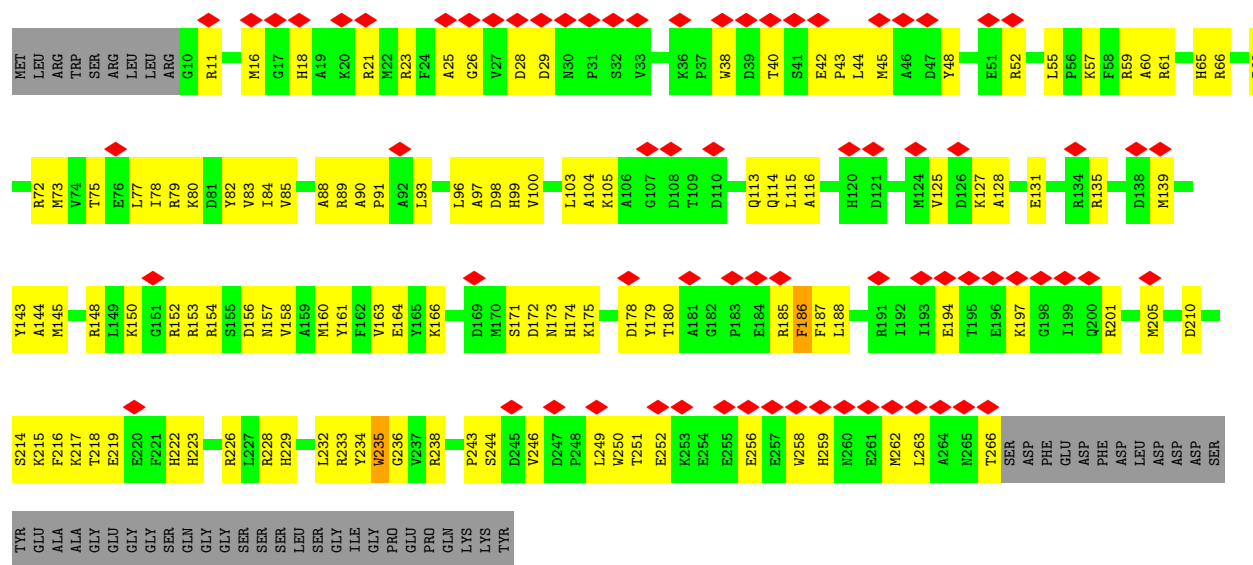 MET LEU ARG TRP SER ARG LEU LEU ARG G10 R11 M16 G17 H18 A19 K20 R21 M22 R23 F24 A25 G26 V27 D28 D29 N30 P31 S32 V33 K36 P37 W38 D39 T40 S41 E42 P43 L44 M45 A46 D47 Y48 E51 R52 L55 P56 K57 F58 R59 A60 R61 H65 R66
R72 M73 V74 T75 E76 L77 I78 R79 K80 D81 Y82 V83 I84 V85 A88 R89 A90 P91 A92 L93 L96 A97 D98 H99 V100 L103 A104 K105 A106 G107 D108 T109 D110 Q113 Q114 L115 A116 H120 D121 M124 V125 D126 K127 A128 E131 R134 R135 D138 M139
Y143 A144 M145 R148 L149 K150 G151 R152 R153 R154 S155 D156 N157 V158 A159 M160 Y161 F162 V163 E164 Y165 K166 D169 M170 S171 D172 N173 H174 K175 D178 Y179 T180 A181 G182 P183 E184 R185 F186 F187 L188 R191 I192 I193 E194 T195 E196 K197 G198 I199 Q200 R201 M205 D210
S214 K215 F216 K217 T218 E219 E220 F221 H222 H223 R226 L227 R228 H229 L232 R233 Y234 W235 G236 V237 R238 P243 S244 D245 V246 D247 P248 L249 W250 T251 E252 K253 E254 E255 E256 E257 W258 H259 N260 E261 M262 L263 A264 N265 T266 SER ASP PHE GLU ASP PHE ASP LEU ASP ASP ASP SER
TYR GLU ALA ALA GLY GLU GLY GLY SER GLN GLY GLY SER SER SER LEU SER GLY ILE GLY PRO GLU PRO GLN LYS LYS TYR